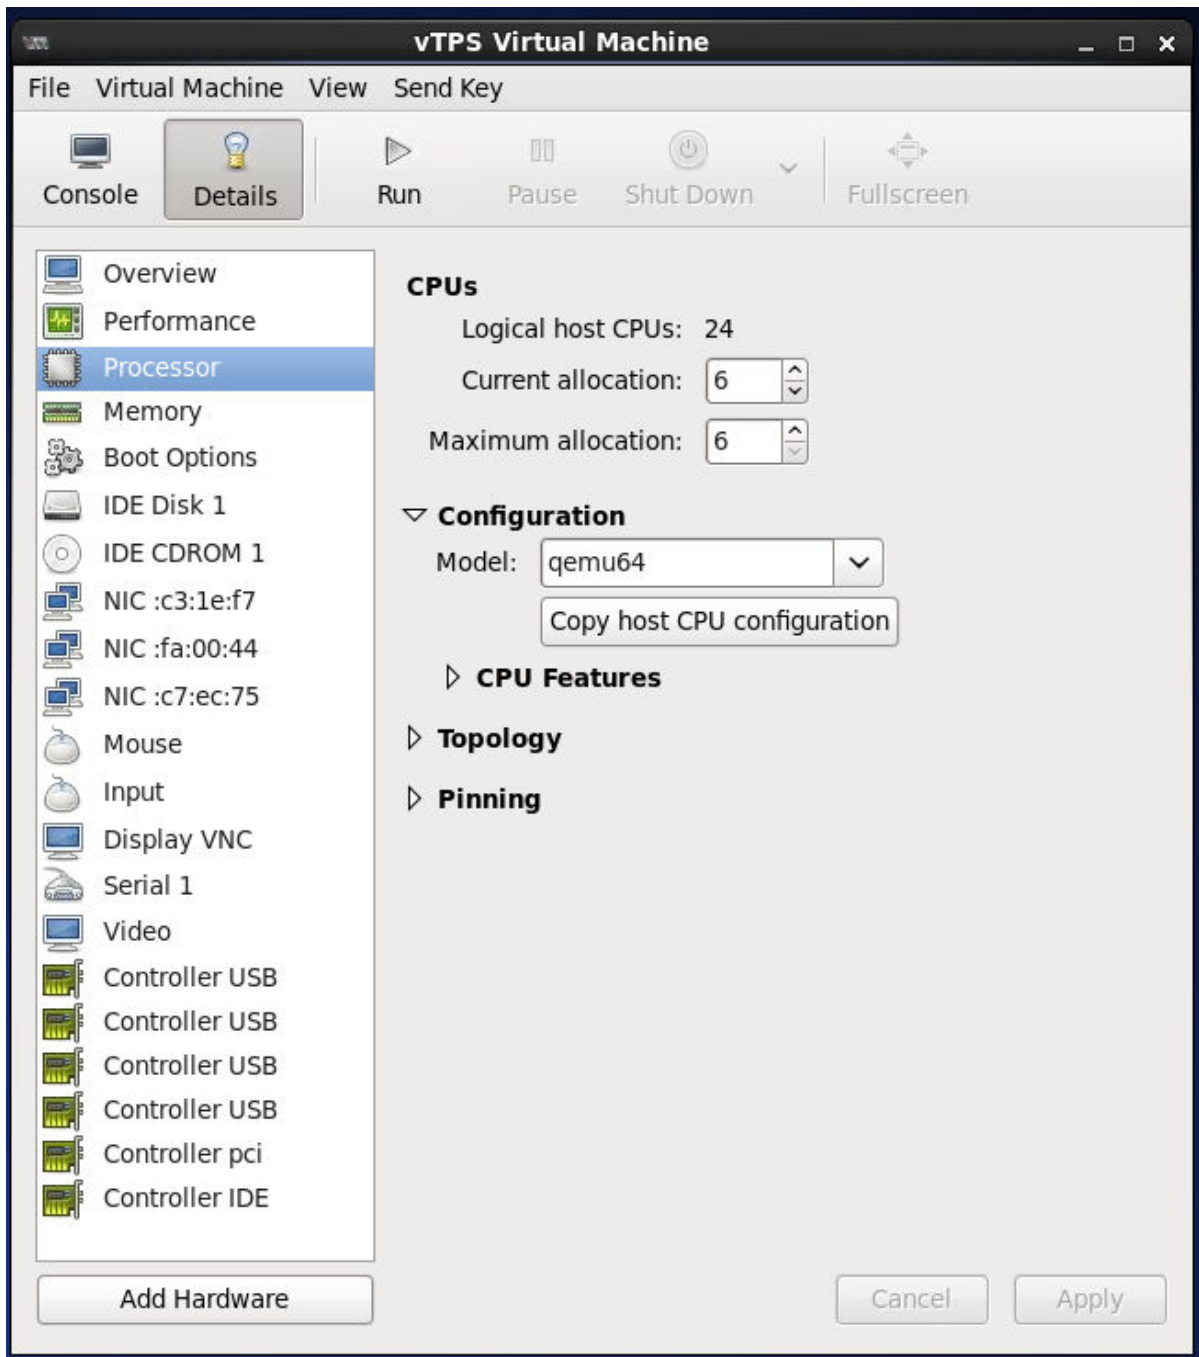 vTPS Virtual Machine
File Virtual Machine View Send Key
Console Details Run Pause Shut Down Fullscreen
Overview
Performance
Processor
Memory
Boot Options
IDE Disk 1
IDE CDROM 1
NIC :c3:1e:f7
NIC :fa:00:44
NIC :c7:ec:75
Mouse
Input
Display VNC
Serial 1
Video
Controller USB
Controller USB
Controller USB
Controller USB
Controller pci
Controller IDE
Add Hardware
CPUs
Logical host CPUs: 24
Current allocation: 6
Maximum allocation: 6
Configuration
Model: qemu64
Copy host CPU configuration
CPU Features
Topology
Pinning
Cancel Apply